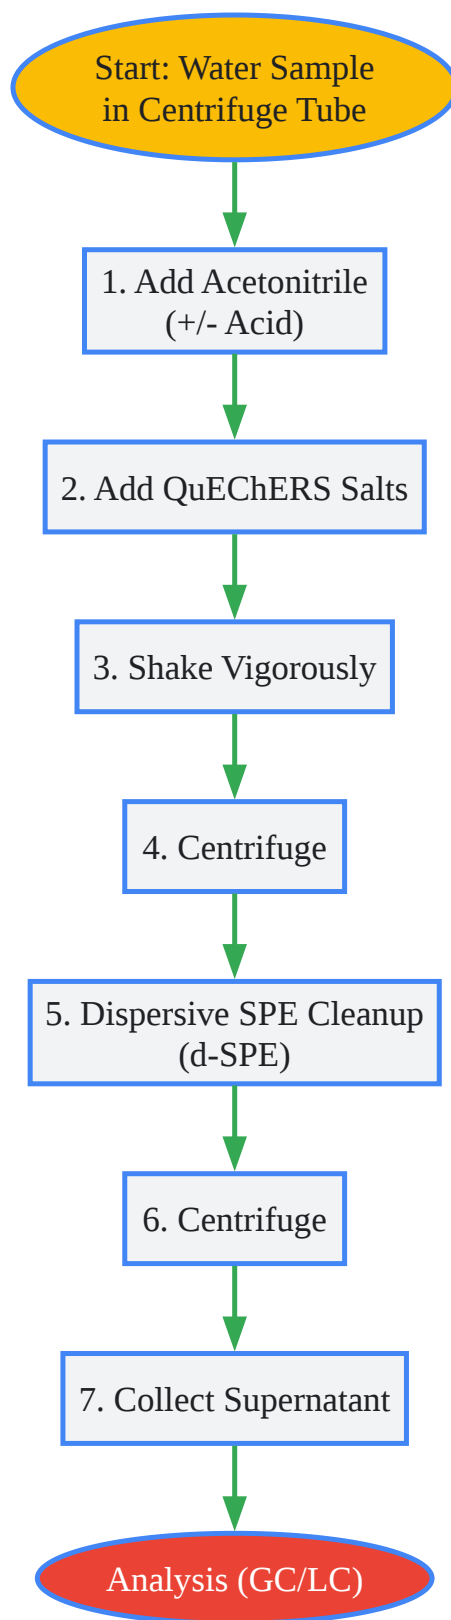 Start: Water Sample
in Centrifuge Tube
1. Add Acetonitrile
(+/- Acid)
2. Add QuEChERS Salts
3. Shake Vigorously
4. Centrifuge
5. Dispersive SPE Cleanup
(d-SPE)
6. Centrifuge
7. Collect Supernatant
Analysis (GC/LC)